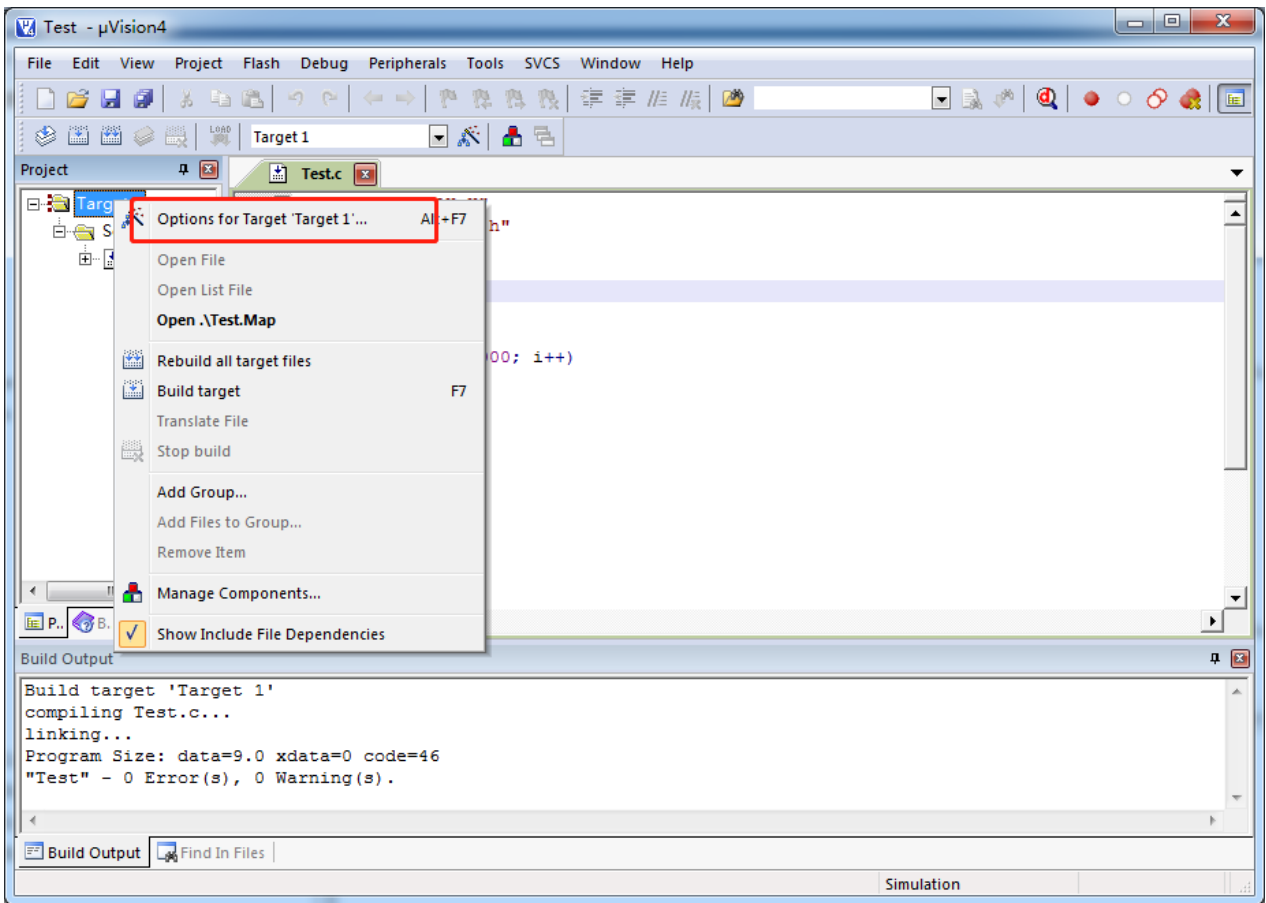 Test - µVision4
File Edit View Project Flash Debug Peripherals Tools SVCS Window Help
LOAD Target 1
Project
Test.c
Targ
S
h"
Options for Target 'Target 1'... Alt+F7
Open File
Open List File
Open .\Test.Map
Rebuild all target files
00; i++)
Build target F7
Translate File
Stop build
Add Group...
Add Files to Group...
Remove Item
Manage Components...
P.. B.
Show Include File Dependencies
Build Output
Build target 'Target 1'
compiling Test.c...
linking...
Program Size: data=9.0 xdata=0 code=46
"Test" - 0 Error(s), 0 Warning(s).
Build Output Find In Files
Simulation